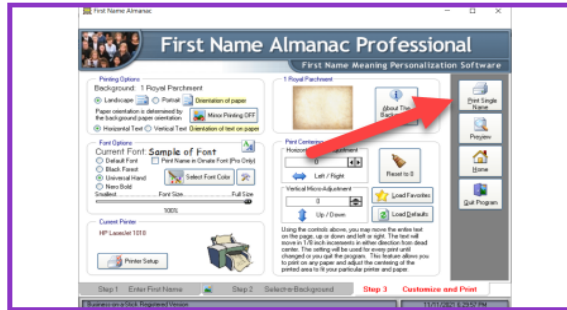 First Name Almanac
First Name Almanac Professional
First Name Meaning Personalization Software
Printing Options
Background: 1 Royal Parchment
Landscape Portrait Orientation of paper
Paper orientation is determined by
the background paper orientation
Mirror Printing OFF
Horizontal Text Vertical Text Orientation of text on paper
Font Options
Current Font: Sample of Font
Default Font Print Name in Ornate Font (Pro Only)
Black Forest
Universal Hand Select Font Color
Nero Bold
Smallest Font Size Full Size
100%
Current Printer
HP LaserJet 1018
Printer Setup
1 Royal Parchment
About This
Print Centering
0
Left / Right
Reset to 0
Vertical Micro-Adjustment
0
Up / Down
Load Favorites
Load Defaults
Using the controls above, you may move the entire text
on the page, up or down and left or right. The text will
move in 1/8 inch increments in either direction from dead
center. The setting will be used for every print until
changed or you quit the program. This feature allows you
to print on any paper and adjust the centering of the
printed area to fit your particular printer and paper.
Print Single
Name
Preview
Home
Quit Program
Step 1 Enter First Name Step 2 Select a Background Step 3 Customize and Print
Business on a Stick Registered Version 11/11/2021 6:29:57 PM